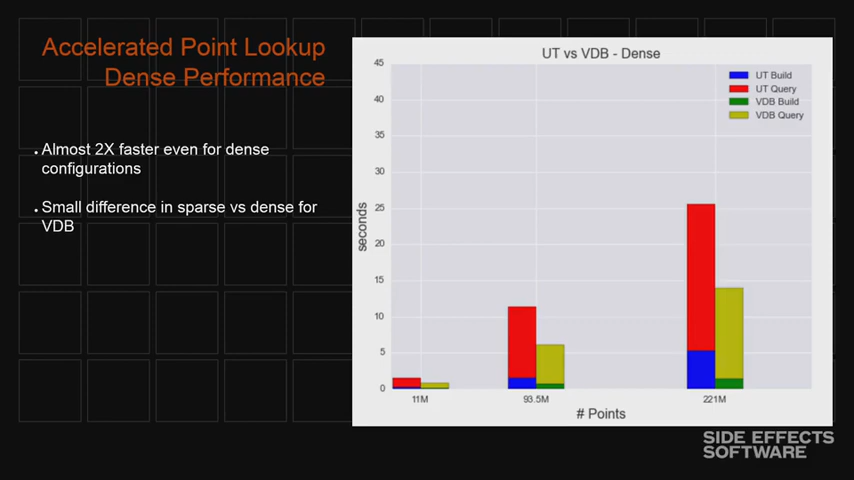 Accelerated Point Lookup
Dense Performance
. Almost 2X faster even for dense
configurations
. Small difference in sparse vs dense for
VDB
UT vs VDB - Dense
UT Build
UT Query
VDB Build
VDB Query
45
40
35
30
25
20
15
10
5
0
seconds
11M
93.5M
221M
# Points
SIDE EFFECTS
SOFTWARE